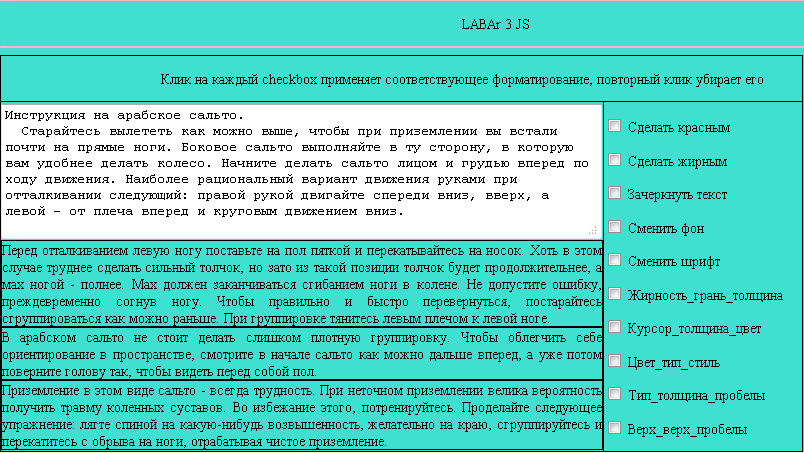 LABAr 3 JS
Клик на каждый checkbox применяет соответствующее форматирование, повторный клик убирает его
Инструкция на арабское сальто.
Старайтесь вылететь как можно выше, чтобы при приземлении вы встали
почти на прямые ноги. Боковое сальто выполняйте в ту сторону, в которую
вам удобнее делать колесо. Начните делать сальто лицом и грудью вперед по
ходу движения. Наиболее рациональный вариант движения руками при
отталкивании следующий: правой рукой двигайте спереди вниз, вверх, а
левой - от плеча вперед и круговым движением вниз.
Перед отталкиванием левую ногу поставьте на пол пяткой и перекатывайтесь на носок. Хоть в этом
случае труднее сделать сильный толчок, но зато из такой позиции толчок будет продолжительнее, а
мах ногой - полнее. Мах должен заканчиваться сгибанием ноги в колене. Не допустите ошибку,
преждевременно согнув ногу. Чтобы правильно и быстро перевернуться, постарайтесь
сгруппироваться как можно раньше. При группировке тянитесь левым плечом к левой ноге.
В арабском сальто не стоит делать слишком плотную группировку. Чтобы облегчить себе
ориентирование в пространстве, смотрите в начале сальто как можно дальше вперед, а уже потом
поверните голову так, чтобы видеть перед собой пол.
Приземление в этом виде сальто - всегда трудность. При неточном приземлении велика вероятность
получить травму коленных суставов. Во избежание этого, потренируйтесь. Проделайте следующее
упражнение: лягте спиной на какую-нибудь возвышенность, желательно на краю, сгруппируйтесь и
перекатитесь с обрыва на ноги, отрабатывая чистое приземление.
Сделать красным
Сделать жирным
Зачеркнуть текст
Сменить фон
Сменить шрифт
Жирность_грань_толщина
Курсор_толщина_цвет
Цвет_тип_стиль
Тип_толщина_пробелы
Верх_верх_пробелы